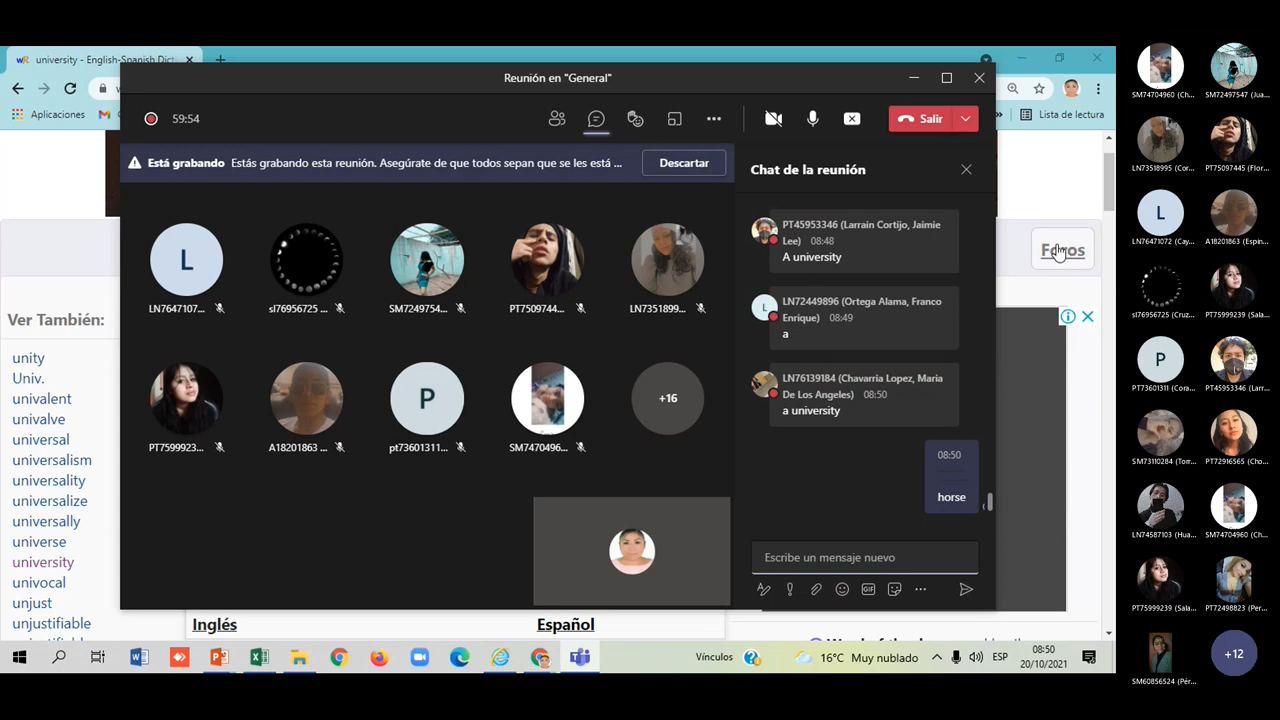 university - English-Spanish Dict
Reunión en "General"
Aplicaciones
Lista de lectura
59:54
Salir
Está grabando Estás grabando esta reunión. Asegúrate de que todos sepan que se les está ...
Descartar
Chat de la reunión
L
LN7647107...
sl76956725 ...
SM7249754...
PT7509744...
LN7351899...
PT7599923...
A18201863 ...
P
pt73601311...
SM7470496...
+16
PT45953346 (Larrain Cortijo, Jaimie
Lee) 08:48
A university
L
LN72449896 (Ortega Alama, Franco
Enrique) 08:49
a
LN76139184 (Chavarria Lopez, Maria
De Los Angeles) 08:50
a university
08:50
horse
Escribe un mensaje nuevo
GIF
Foros
Ver También:
unity
Univ.
univalent
univalve
universal
universalism
universality
universalize
universally
universe
university
univocal
unjust
unjustifiable
Inglés
Español
Vínculos
16°C Muy nublado
ESP
08:50
20/10/2021
SM74704960 (Ch...
SM72497547 (Jua...
LN73518995 (Cor...
PT75097445 (Flor...
L
LN76471072 (Cay...
A18201863 (Espin...
sl76956725 (Cruz...
PT75999239 (Sala...
P
PT73601311 (Cora...
PT45953346 (Larr...
SM73110284 (Torr...
PT72916565 (Cho...
LN74587103 (Hua...
SM74704960 (Ch...
PT75999239 (Sala...
PT72498823 (Per...
SM60856524 (Pér...
+12